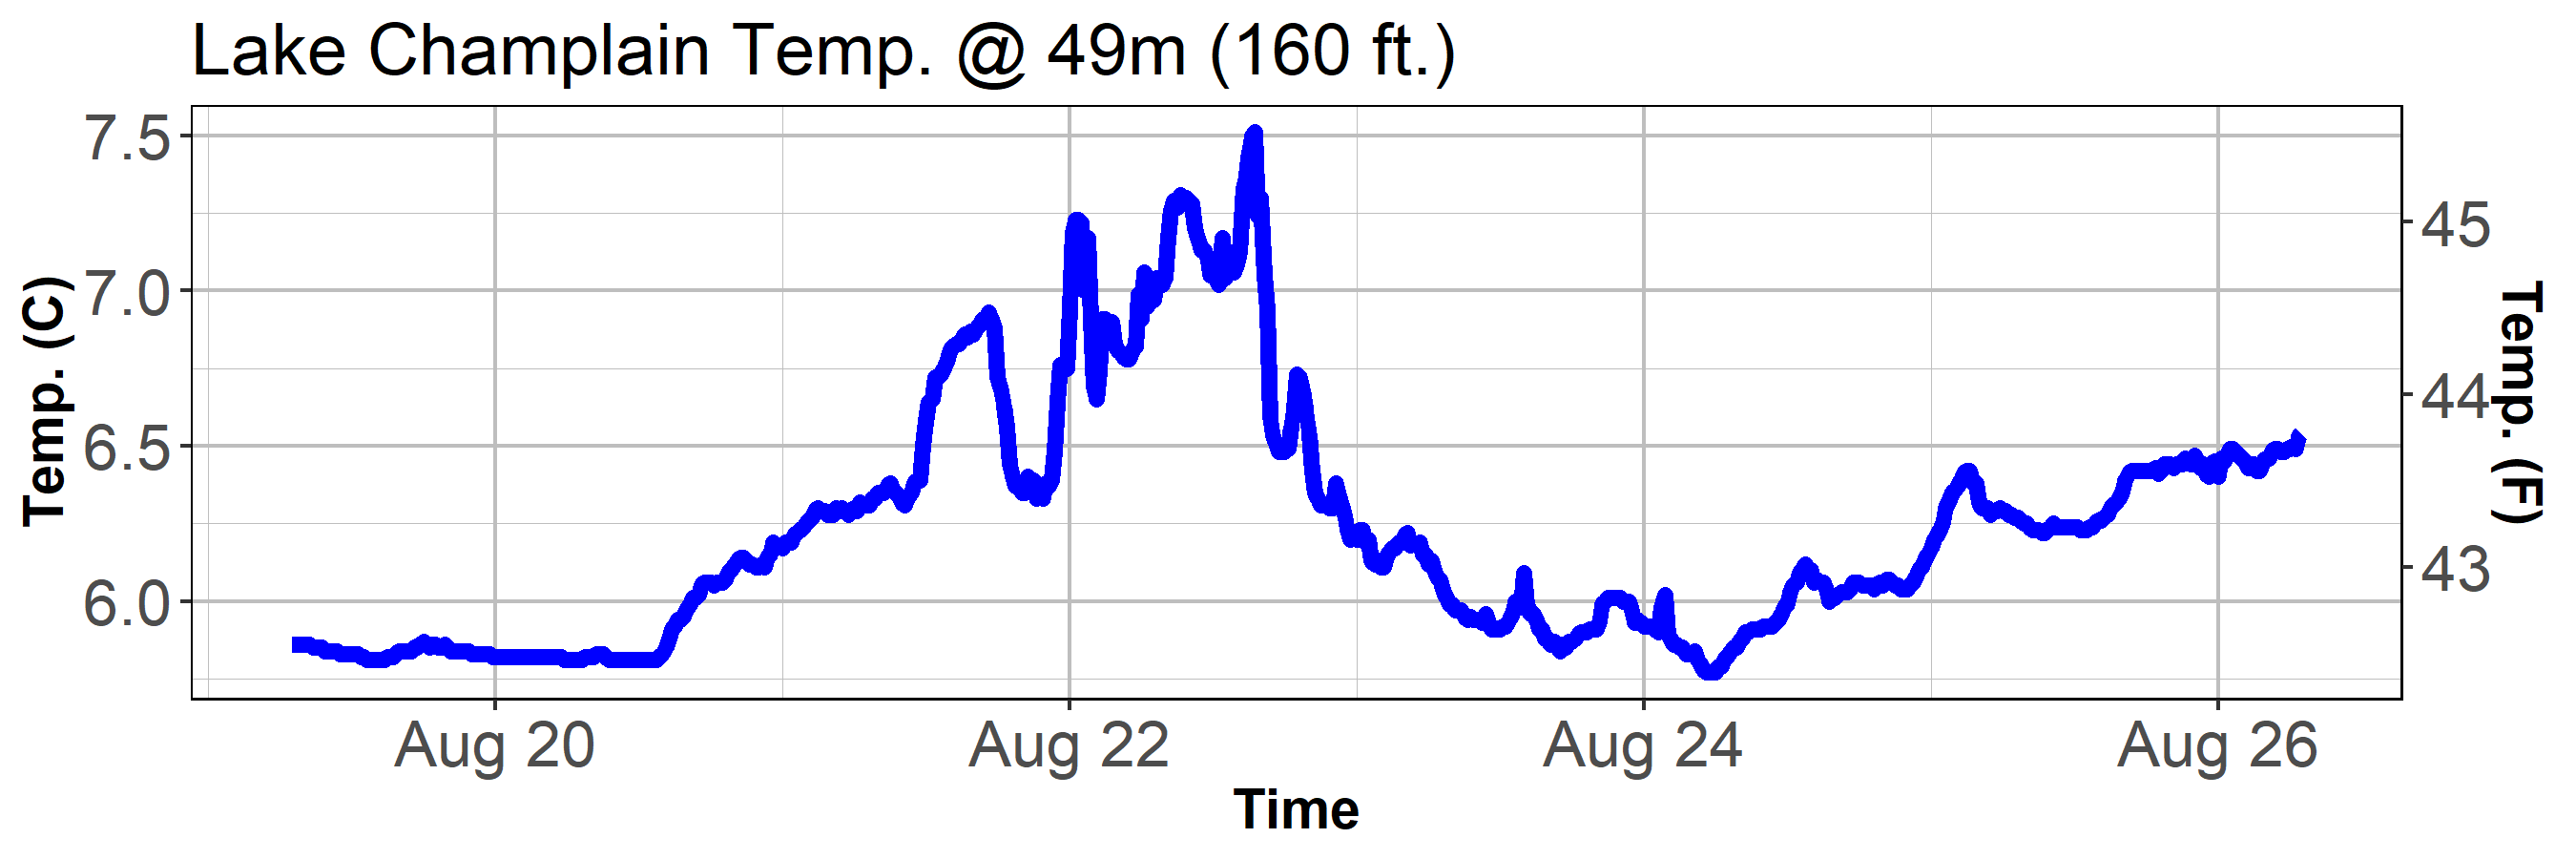 Lake Champlain Temp. @ 49m (160 ft.)
Temp. (C)
7.5
7.0
6.5
6.0
45
44
43
Temp. (F)
Aug 20 Aug 22 Aug 24 Aug 26
Time